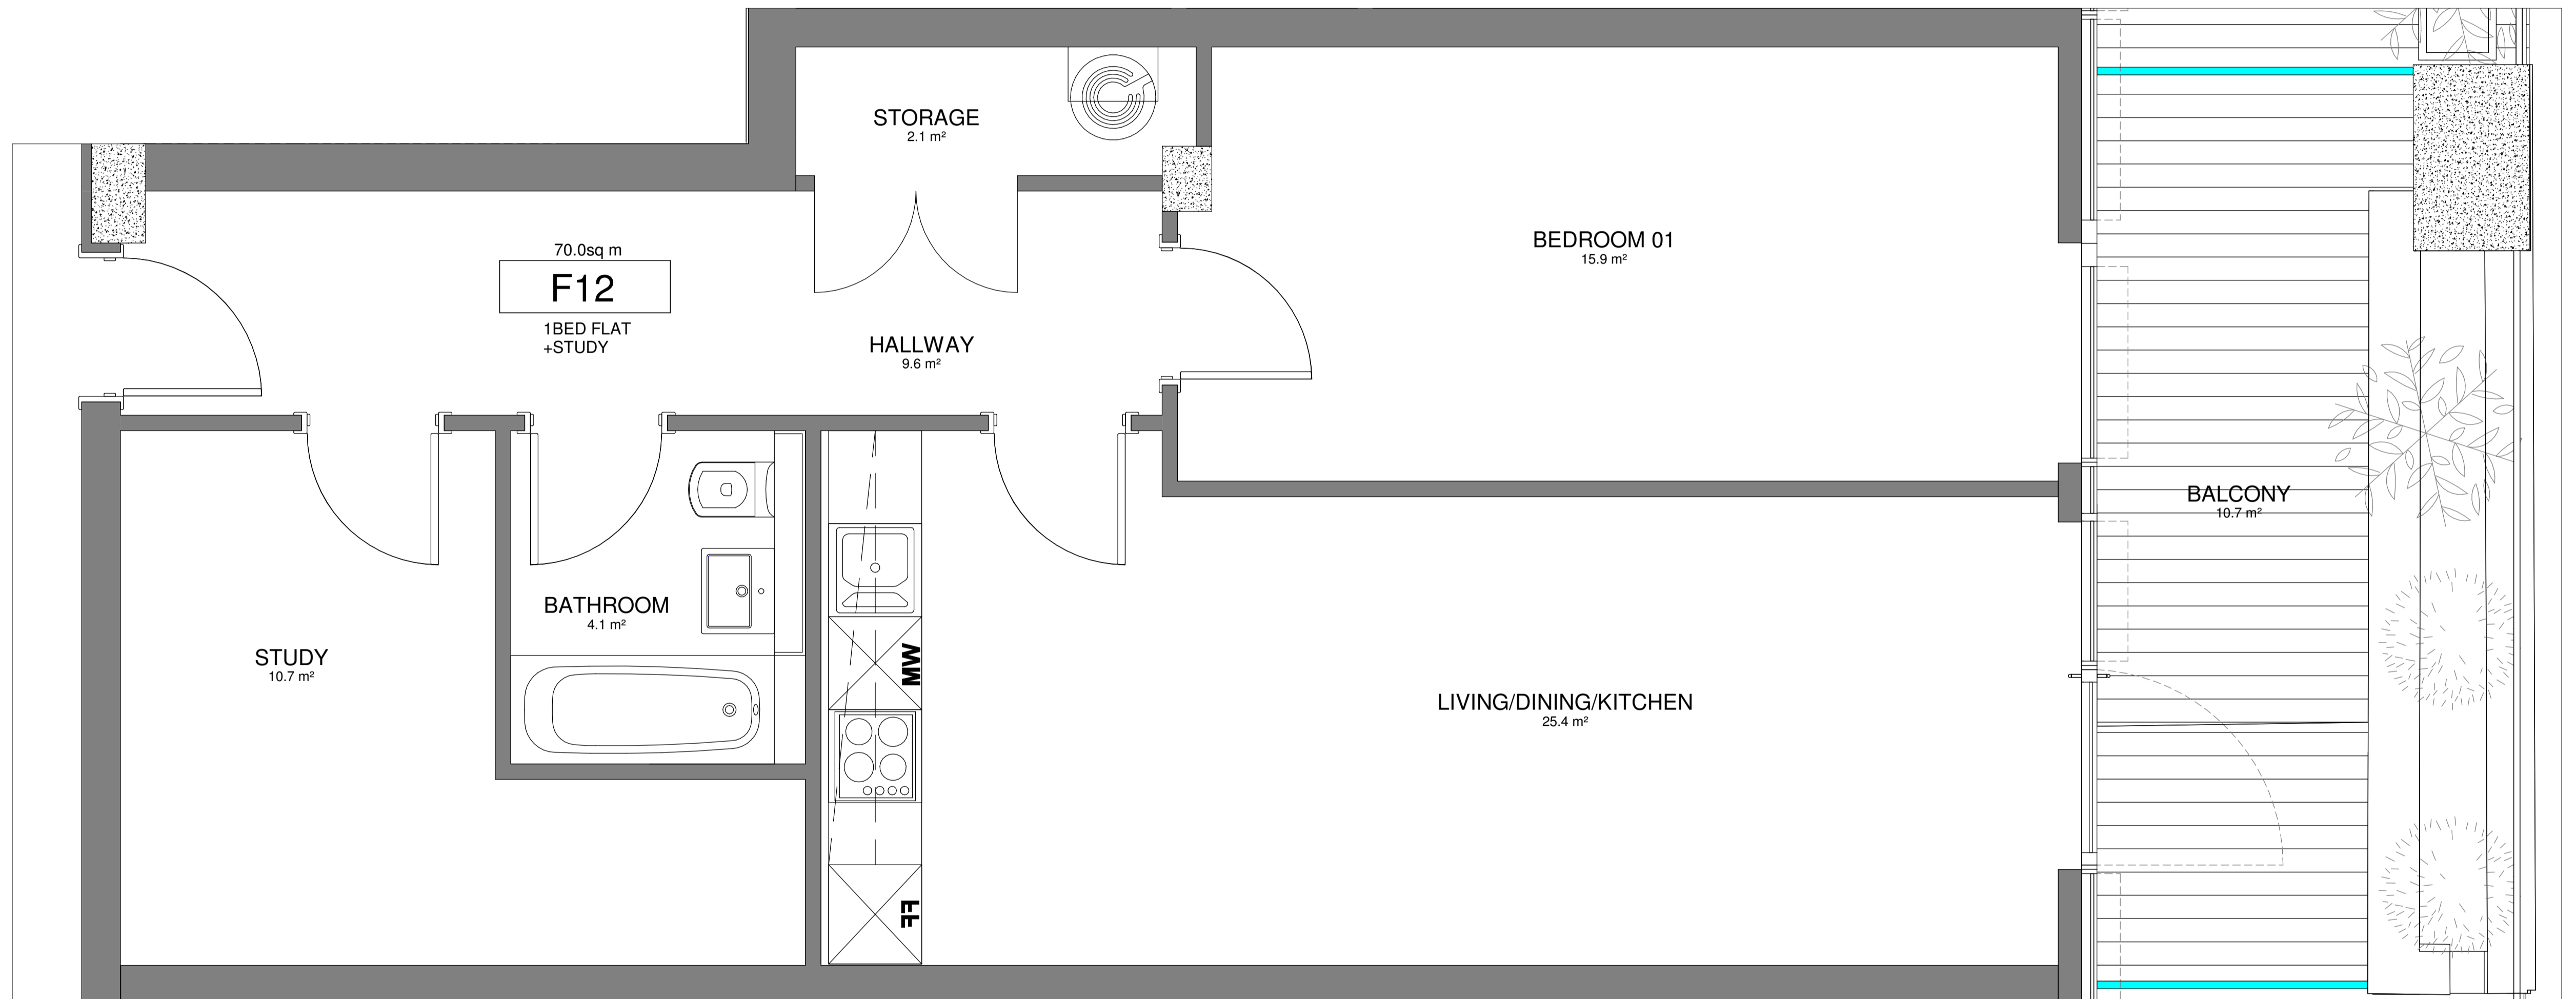 STORAGE
2.1 m²
70.0sq m
F12
1BED FLAT
+STUDY
HALLWAY
9.6 m²
BEDROOM 01
15.9 m²
BALCONY
10.7 m²
BATHROOM
4.1 m²
STUDY
10.7 m²
MW
LIVING/DINING/KITCHEN
25.4 m²
FF